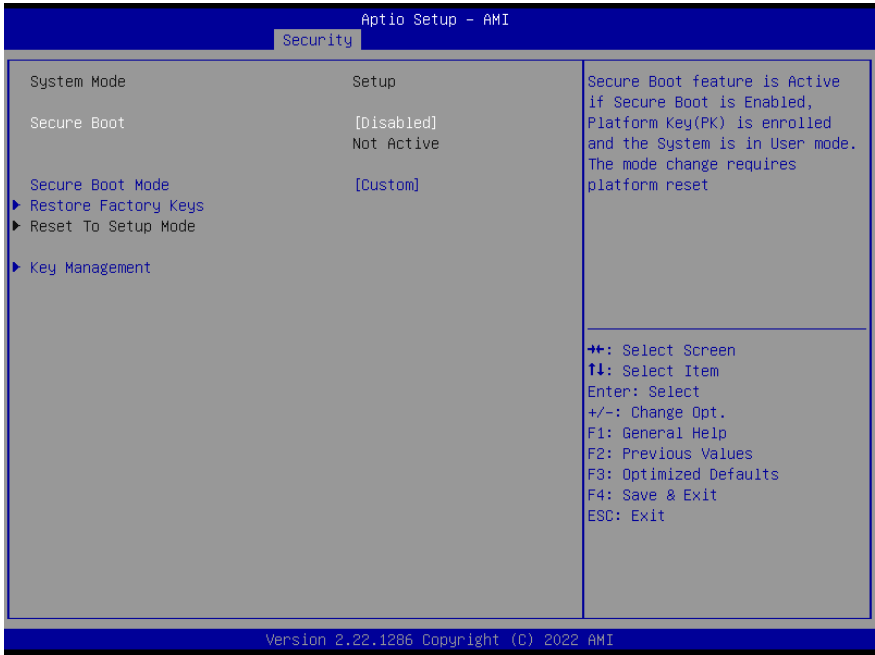 Aptio Setup – AMI
Security
System Mode Setup
Secure Boot [Disabled]
Not Active
Secure Boot Mode [Custom]
Restore Factory Keys
Reset To Setup Mode
Key Management
Secure Boot feature is Active
if Secure Boot is Enabled,
Platform Key(PK) is enrolled
and the System is in User mode.
The mode change requires
platform reset
→←: Select Screen
↑↓: Select Item
Enter: Select
+/-: Change Opt.
F1: General Help
F2: Previous Values
F3: Optimized Defaults
F4: Save & Exit
ESC: Exit
Version 2.22.1286 Copyright (C) 2022 AMI